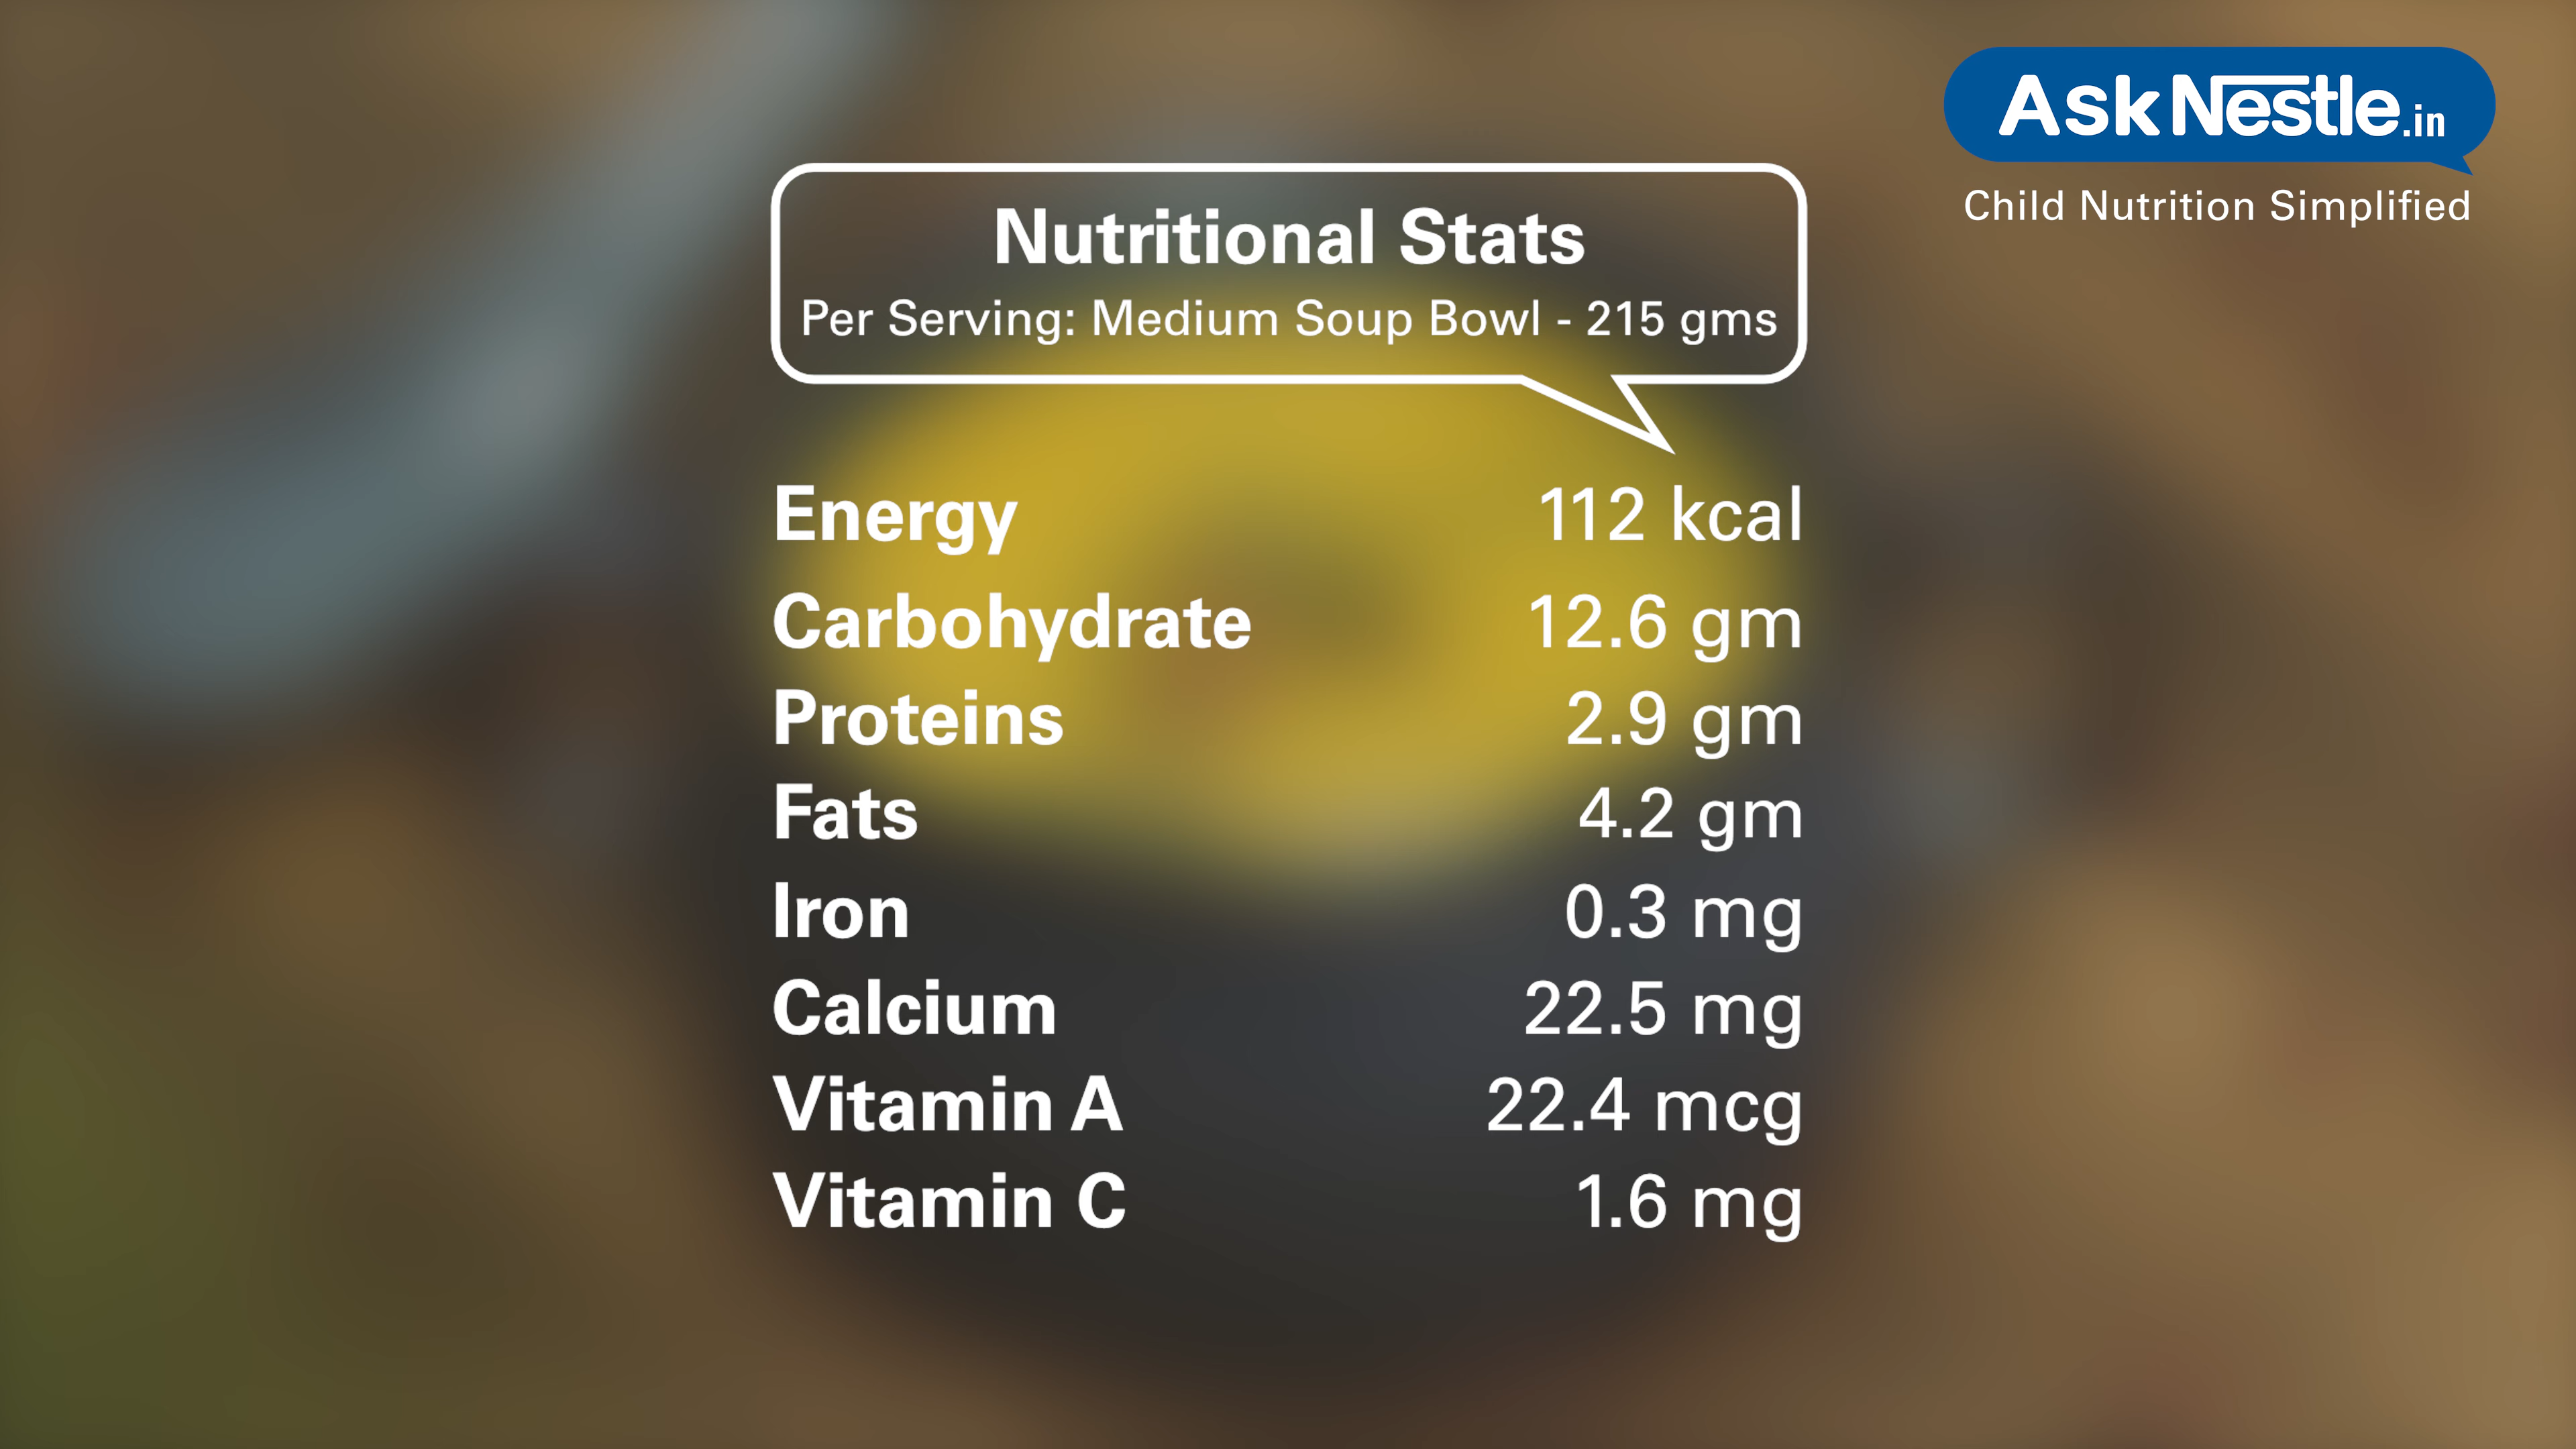 AskNestle.in
Child Nutrition Simplified
Nutritional Stats
Per Serving: Medium Soup Bowl - 215 gms
Energy 112 kcal
Carbohydrate 12.6 gm
Proteins 2.9 gm
Fats 4.2 gm
Iron 0.3 mg
Calcium 22.5 mg
Vitamin A 22.4 mcg
Vitamin C 1.6 mg